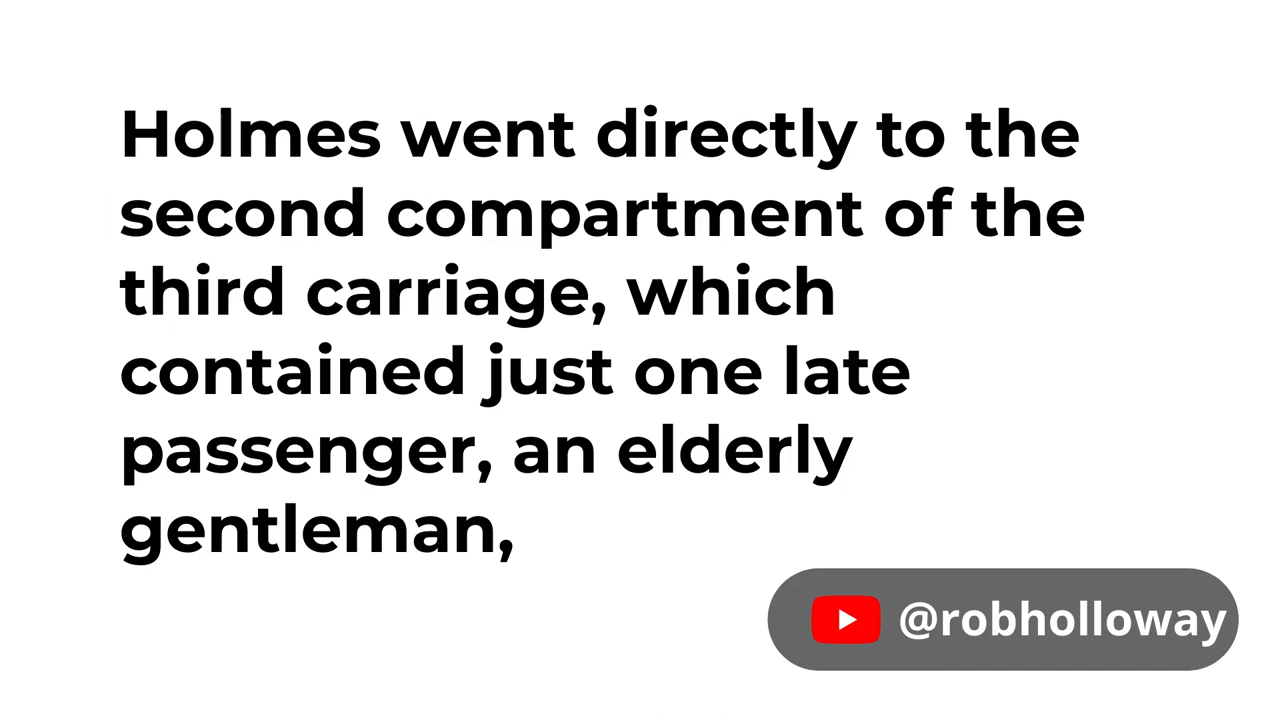 Holmes went directly to the
second compartment of the
third carriage, which
contained just one late
passenger, an elderly
gentleman,
@robholloway